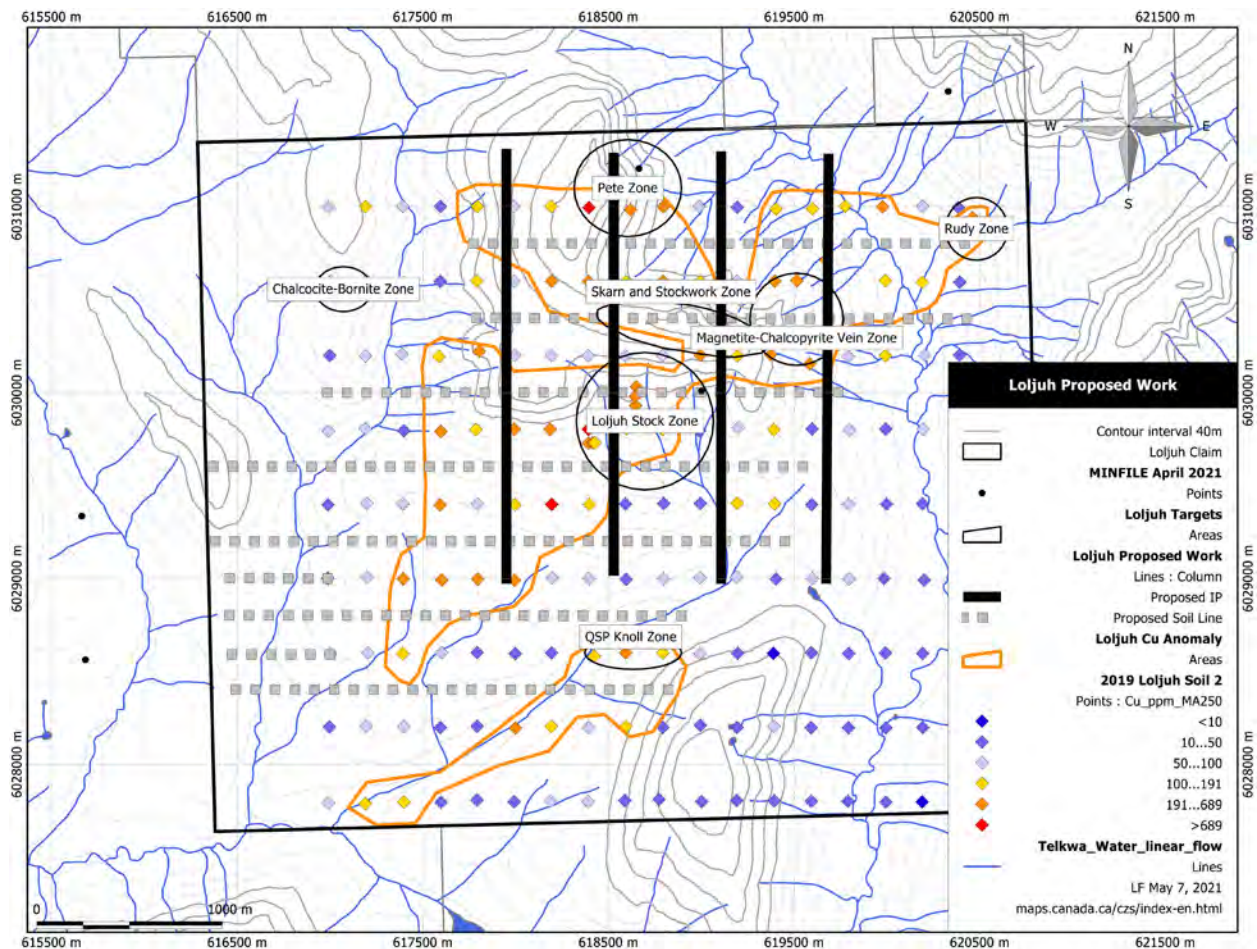 615500 m
616500 m
617500 m
618500 m
619500 m
620500 m
621500 m
N
W
E
S
6031000 m
6031000 m
Pete Zone
Rudy Zone
Chalcocite-Bornite Zone
Skarn and Stockwork Zone
Magnetite-Chalcopyrite Vein Zone
6030000 m
6030000 m
Loljuh Stock Zone
6029000 m
6029000 m
QSP Knoll Zone
6028000 m
6028000 m
Loljuh Proposed Work
Contour interval 40m
Loljuh Claim
MINFILE April 2021
Points
Loljuh Targets
Areas
Loljuh Proposed Work
Lines : Column
Proposed IP
Proposed Soil Line
Loljuh Cu Anomaly
Areas
2019 Loljuh Soil 2
Points : Cu_ppm_MA250
<10
10...50
50...100
100...191
191...689
>689
Telkwa_Water_linear_flow
Lines
LF May 7, 2021
maps.canada.ca/czs/index-en.html
0
1000 m
615500 m
616500 m
617500 m
618500 m
619500 m
620500 m
621500 m